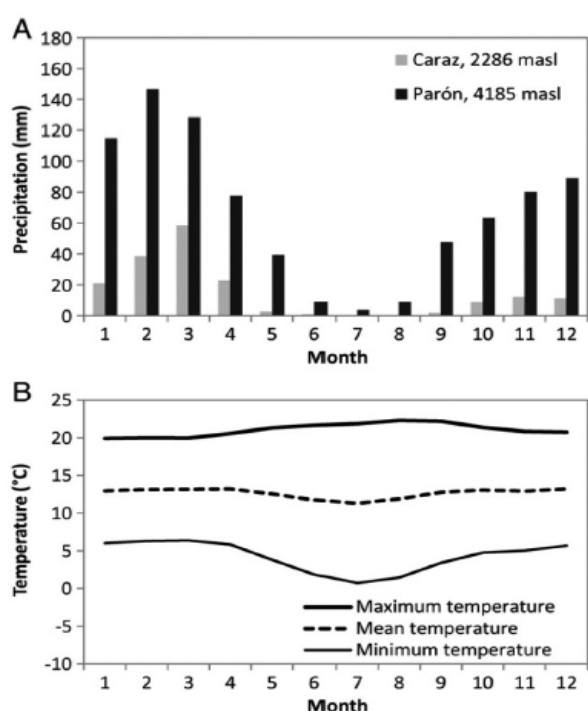 A
180
160
140
120
100
80
60
40
20
0
Precipitation (mm)
Caraz, 2286 masl
Parón, 4185 masl
1 2 3 4 5 6 7 8 9 10 11 12
Month
B
25
20
15
10
5
0
-5
-10
Temperature (°C)
Maximum temperature
Mean temperature
Minimum temperature
1 2 3 4 5 6 7 8 9 10 11 12
Month